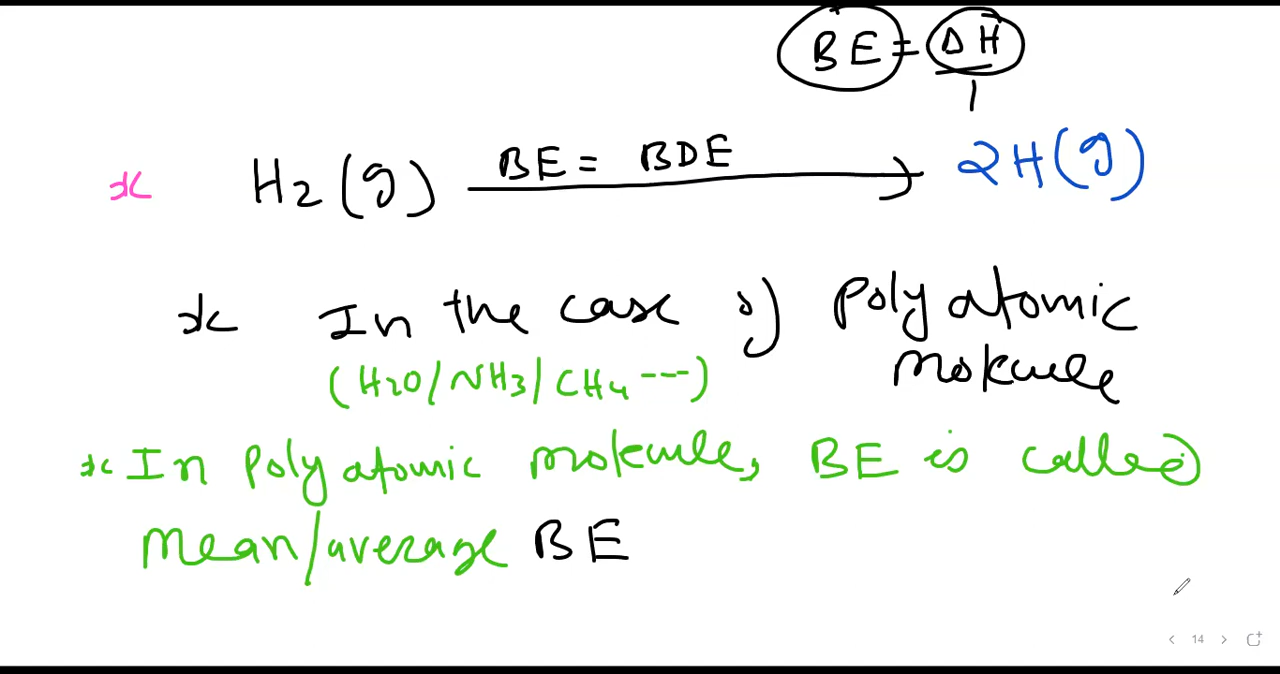 BE = ΔH
x H2(g) BE = BDE → 2H(g)
x In the case of polyatomic
molecule
(H2O/NH3/CH4 ---)
x In polyatomic molecule, BE is called
mean/average BE
14